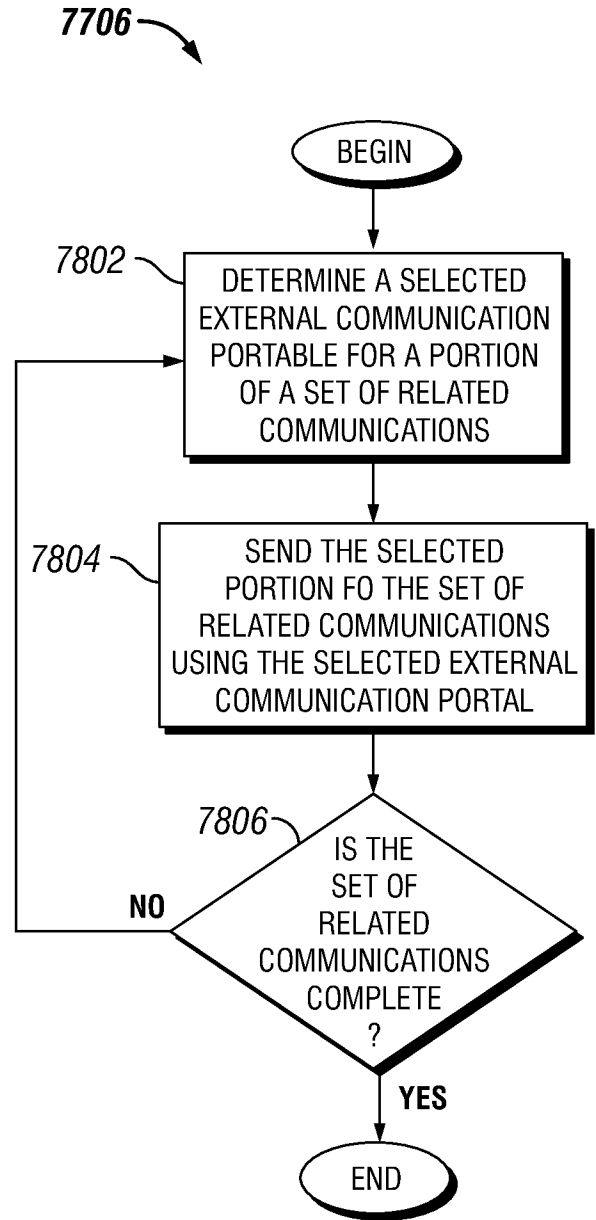 7706
BEGIN
7802
DETERMINE A SELECTED
EXTERNAL COMMUNICATION
PORTABLE FOR A PORTION
OF A SET OF RELATED
COMMUNICATIONS
7804
SEND THE SELECTED
PORTION FO THE SET OF
RELATED COMMUNICATIONS
USING THE SELECTED EXTERNAL
COMMUNICATION PORTAL
7806
IS THE
SET OF
RELATED
COMMUNICATIONS
COMPLETE
?
NO
YES
END